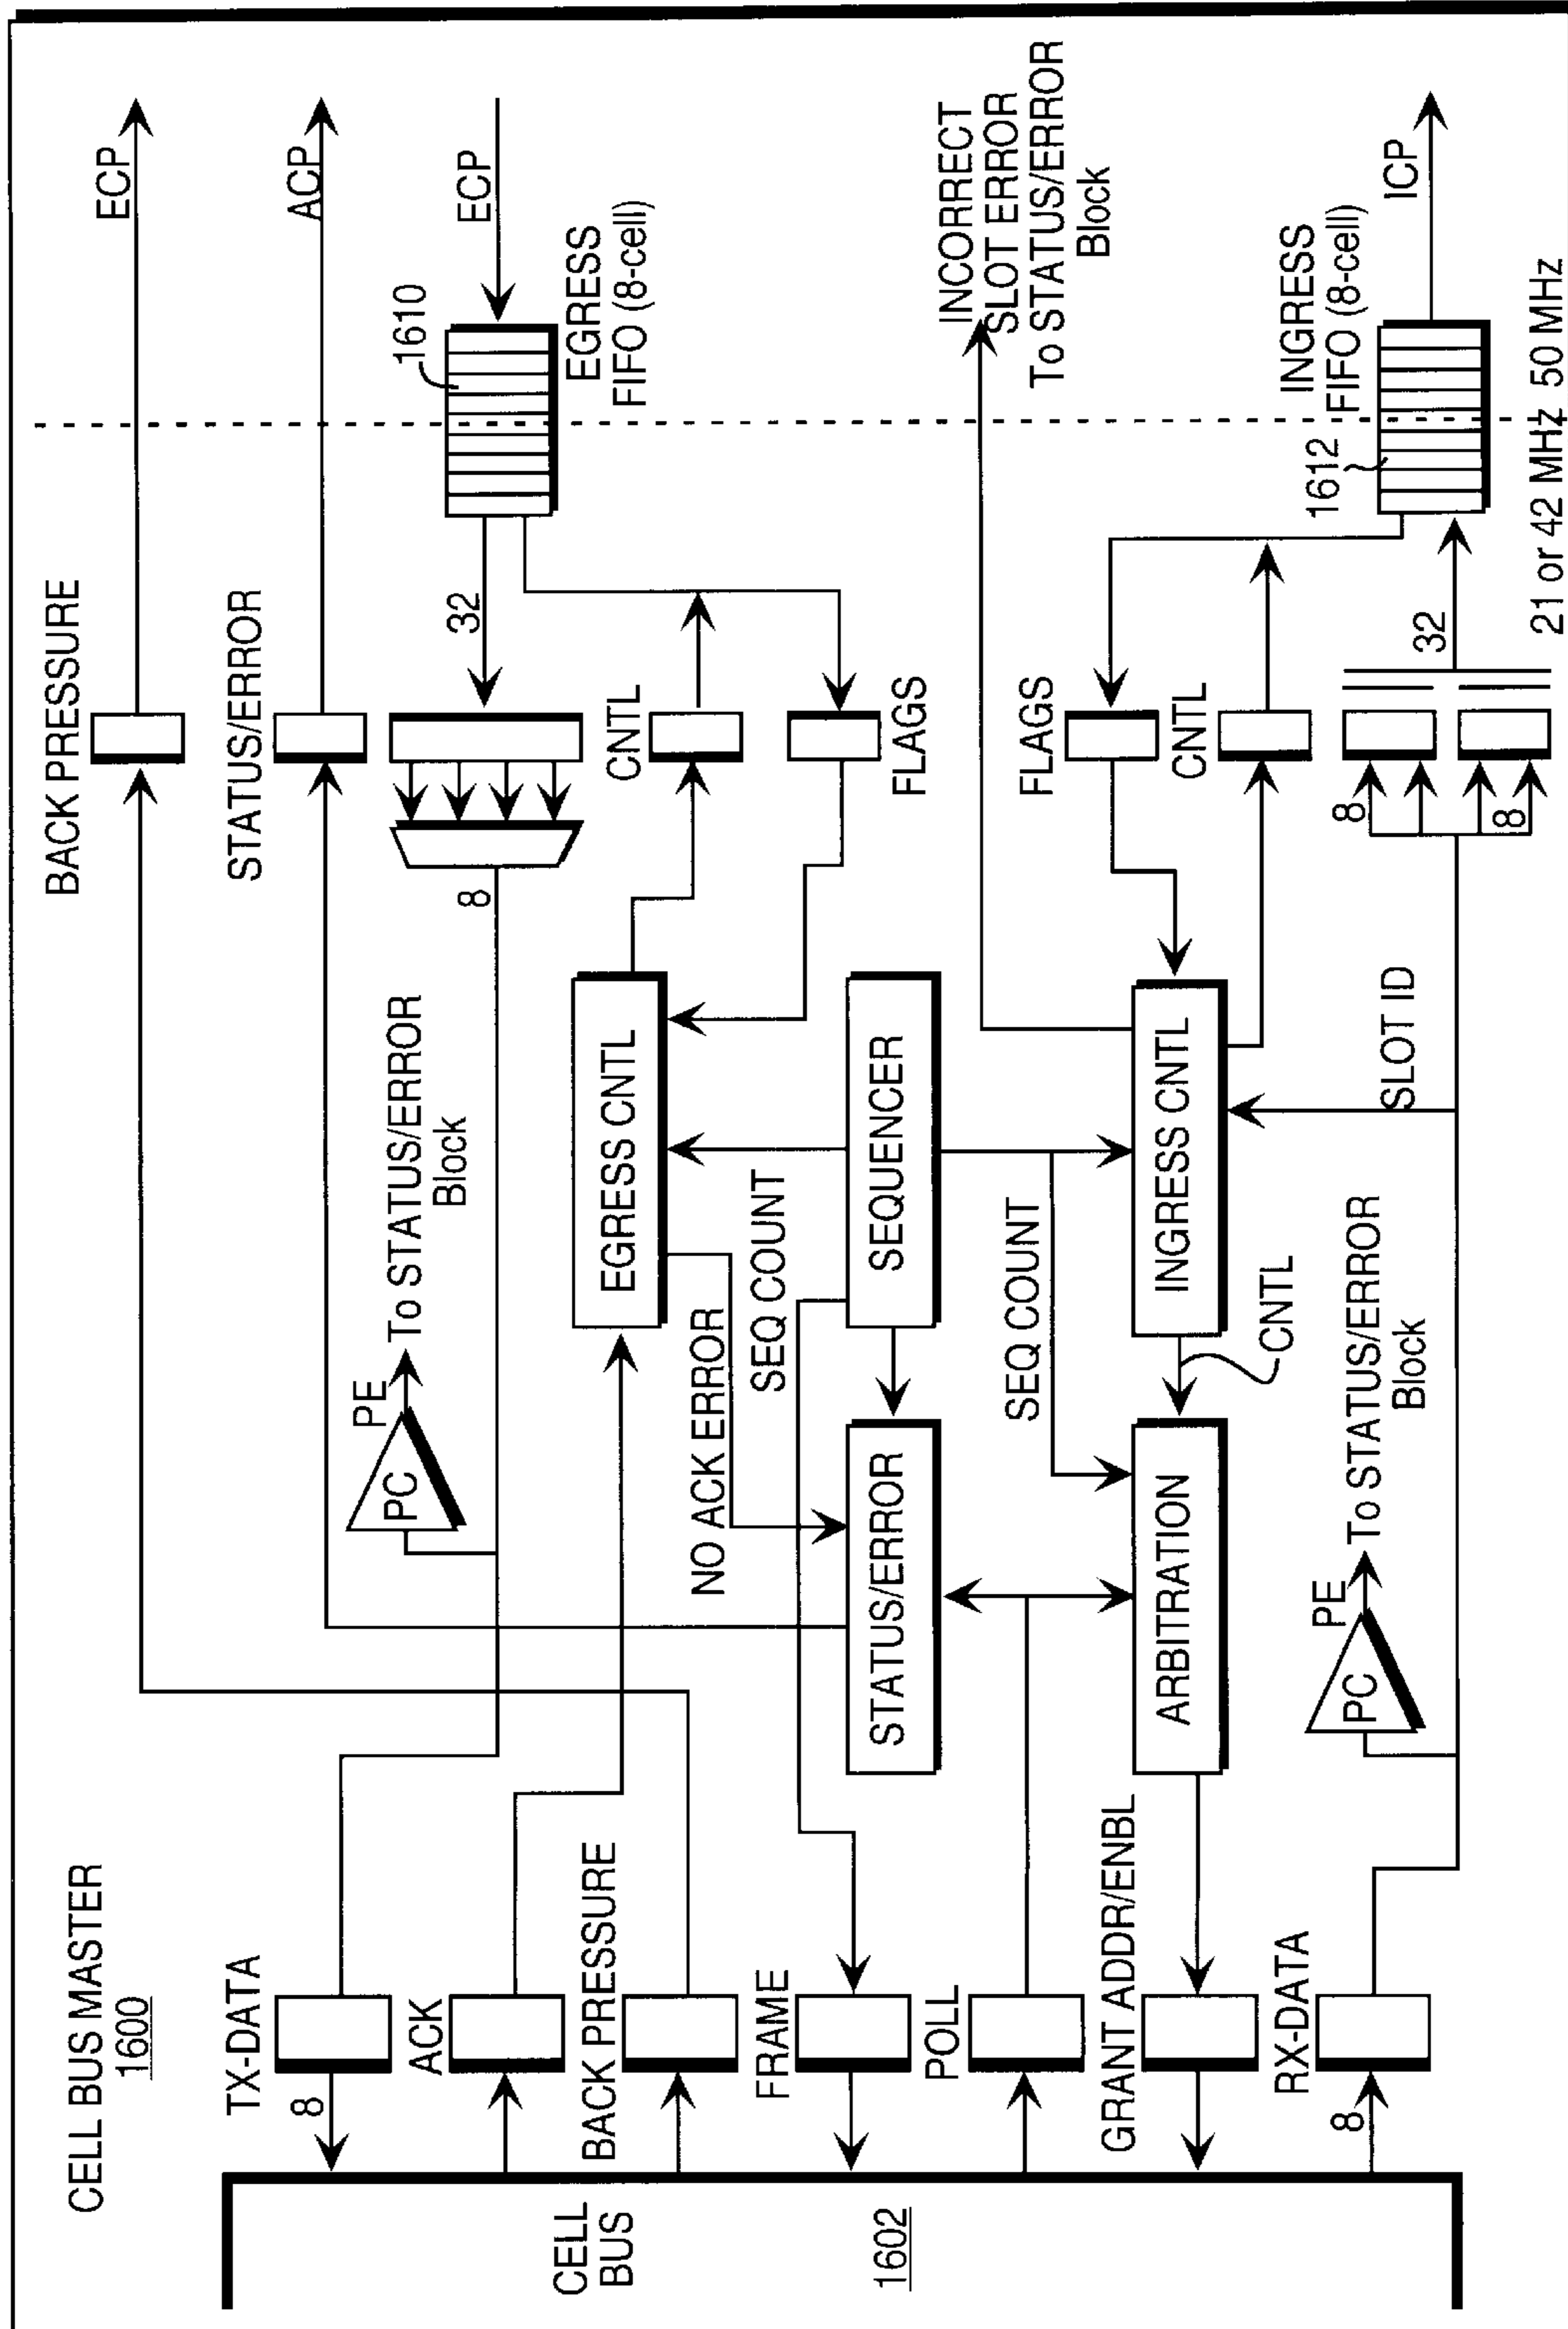 CELL BUS MASTER
1600
BACK PRESSURE
ECP
STATUS/ERROR
ACP
TX-DATA
8
PC
PE
To STATUS/ERROR
Block
8
32
1610
ECP
EGRESS
FIFO (8-cell)
ACK
EGRESS CNTL
CNTL
BACK PRESSURE
NO ACK ERROR
SEQ COUNT
FLAGS
CELL
BUS
1602
FRAME
STATUS/ERROR
SEQUENCER
INCORRECT
SLOT ERROR
To STATUS/ERROR
Block
POLL
SEQ COUNT
FLAGS
GRANT ADDR/ENBL
ARBITRATION
INGRESS CNTL
CNTL
CNTL
1612
INGRESS
FIFO (8-cell)
ICP
RX-DATA
8
PC
PE
To STATUS/ERROR
Block
SLOT ID
8
8
32
21 or 42 MHz
50 MHz